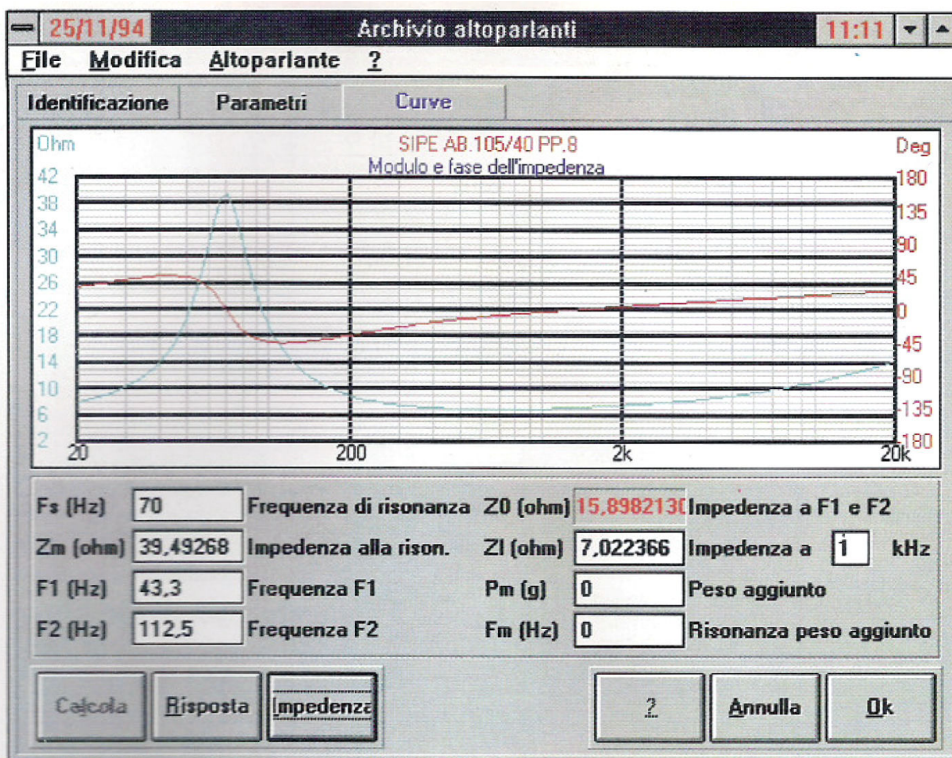 25/11/94 Archivio altoparlanti 11:11
File Modifica Altoparlante ?
Identificazione Parametri Curve
Ohm SIPE AB.105/40 PP.8 Deg
Modulo e fase dell'impedenza
42 180
38 135
34 90
30 45
26 0
22 -45
18 -90
14 -135
10 -180
6
2
20 200 2k 20k
Fs (Hz) 70 Frequenza di risonanza Z0 (ohm) 15,8982130 Impedenza a F1 e F2
Zm (ohm) 39,49268 Impedenza alla rison. Zl (ohm) 7,022366 Impedenza a 1 kHz
F1 (Hz) 43,3 Frequenza F1 Pm (g) 0 Peso aggiunto
F2 (Hz) 112,5 Frequenza F2 Fm (Hz) 0 Risonanza peso aggiunto
Calcola Risposta Impedenza ? Annulla Ok